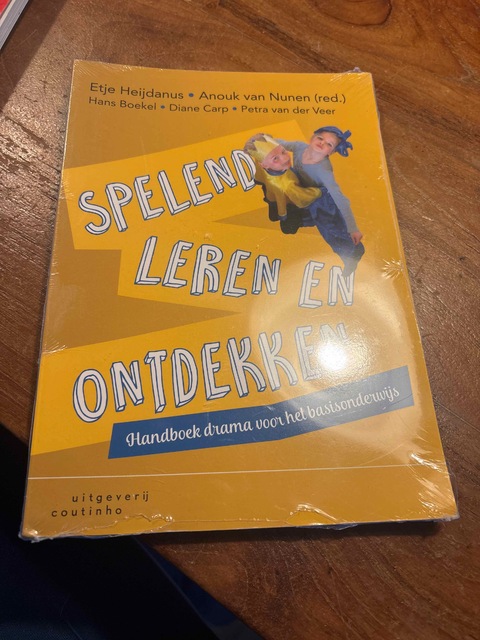 Etje Heijdanus • Anouk van Nunen (red.)
Hans Boekel • Diane Carp • Petra van der Veer
SPELEND
LEREN EN
ONTDEKKEN
Handboek drama voor het basisonderwijs
uitgeverij
coutinho